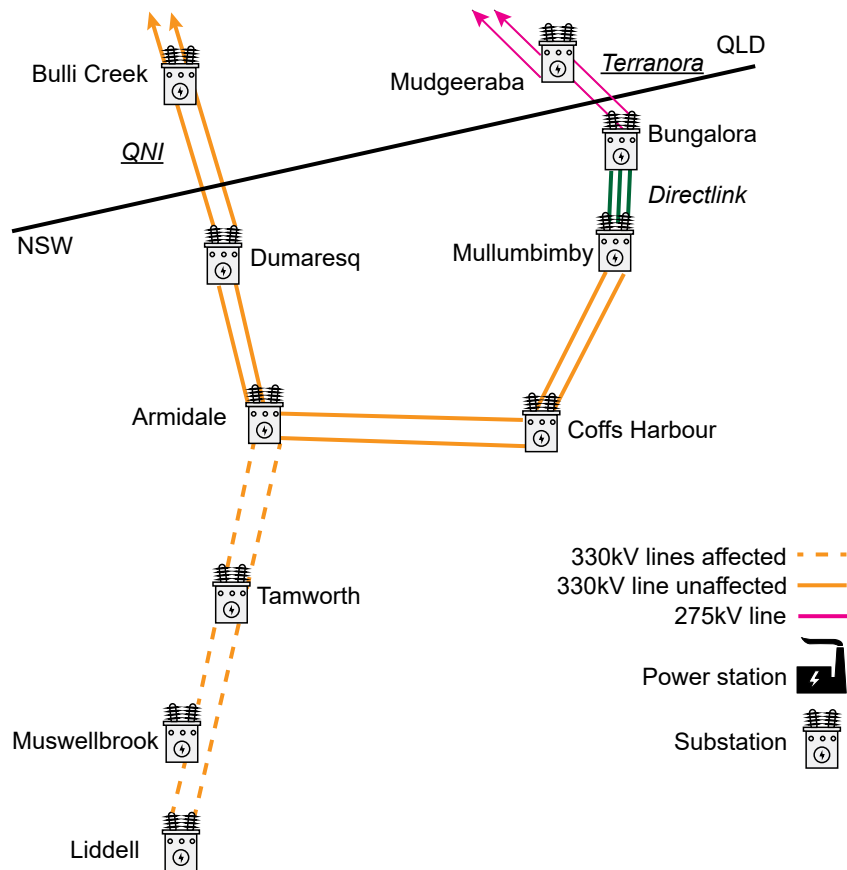 QLD
Bulli Creek
Terranora
Mudgeeraba
Bungalora
QNI
Directlink
NSW
Dumaresq
Mullumbimby
Armidale
Coffs Harbour
330kV lines affected
330kV line unaffected
Tamworth
275kV line
Power station
Muswellbrook
Substation
Liddell